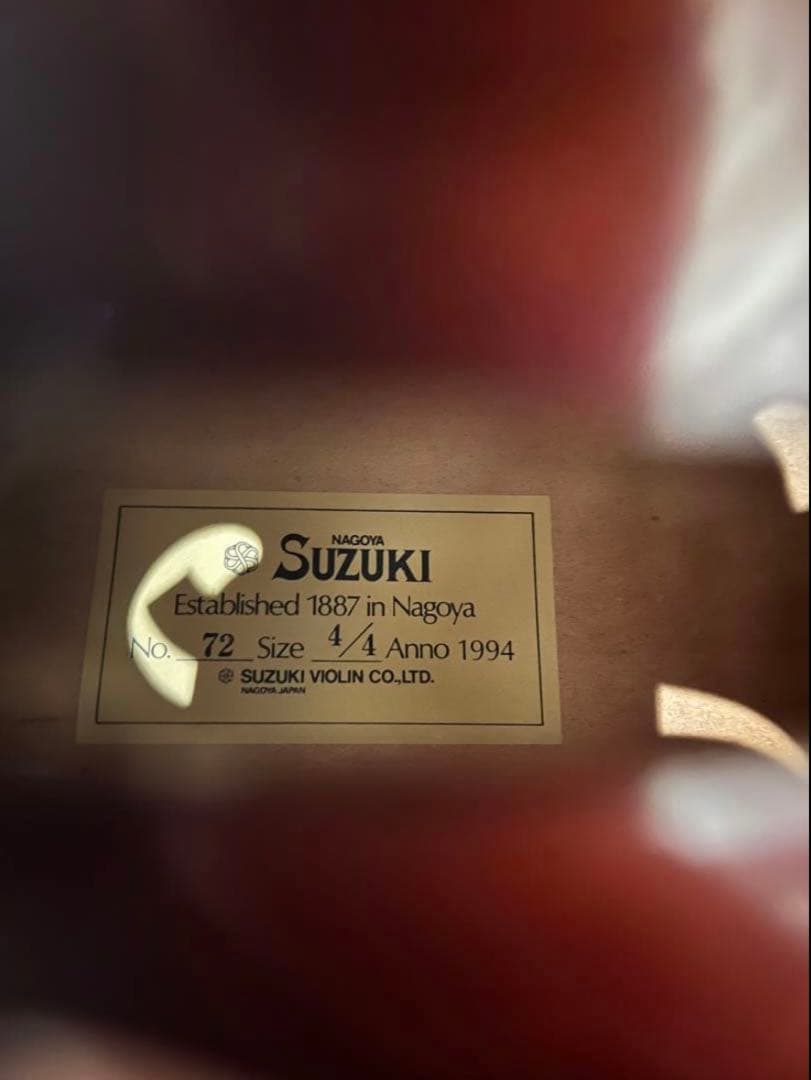 NAGOYA
SUZUKI
Established 1887 in Nagoya
No. 72 Size 4/4 Anno 1994
SUZUKI VIOLIN CO.,LTD.
NAGOYA JAPAN